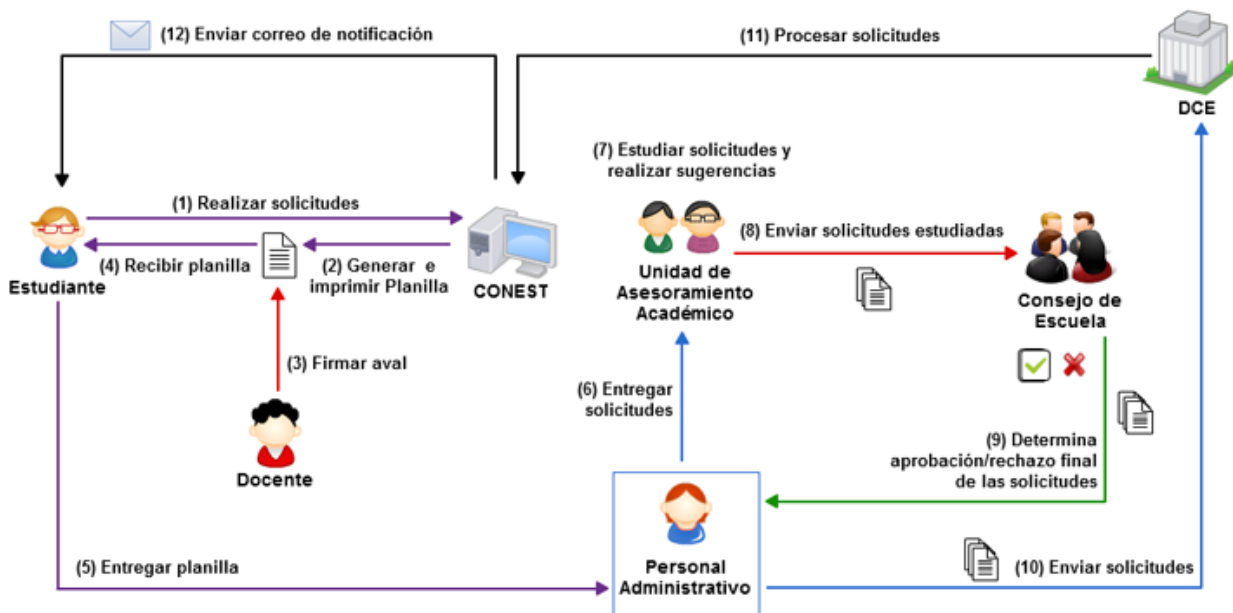 (12) Enviar correo de notificación
(11) Procesar solicitudes
DCE
(7) Estudiar solicitudes y
realizar sugerencias
(1) Realizar solicitudes
(8) Enviar solicitudes estudiadas
(4) Recibir planilla
(2) Generar e
imprimir Planilla
Estudiante
CONEST
Unidad de
Asesoramiento
Académico
Consejo de
Escuela
(3) Firmar aval
(6) Entregar
solicitudes
(9) Determina
aprobación/rechazo final
de las solicitudes
Docente
(5) Entregar planilla
Personal
Administrativo
(10) Enviar solicitudes